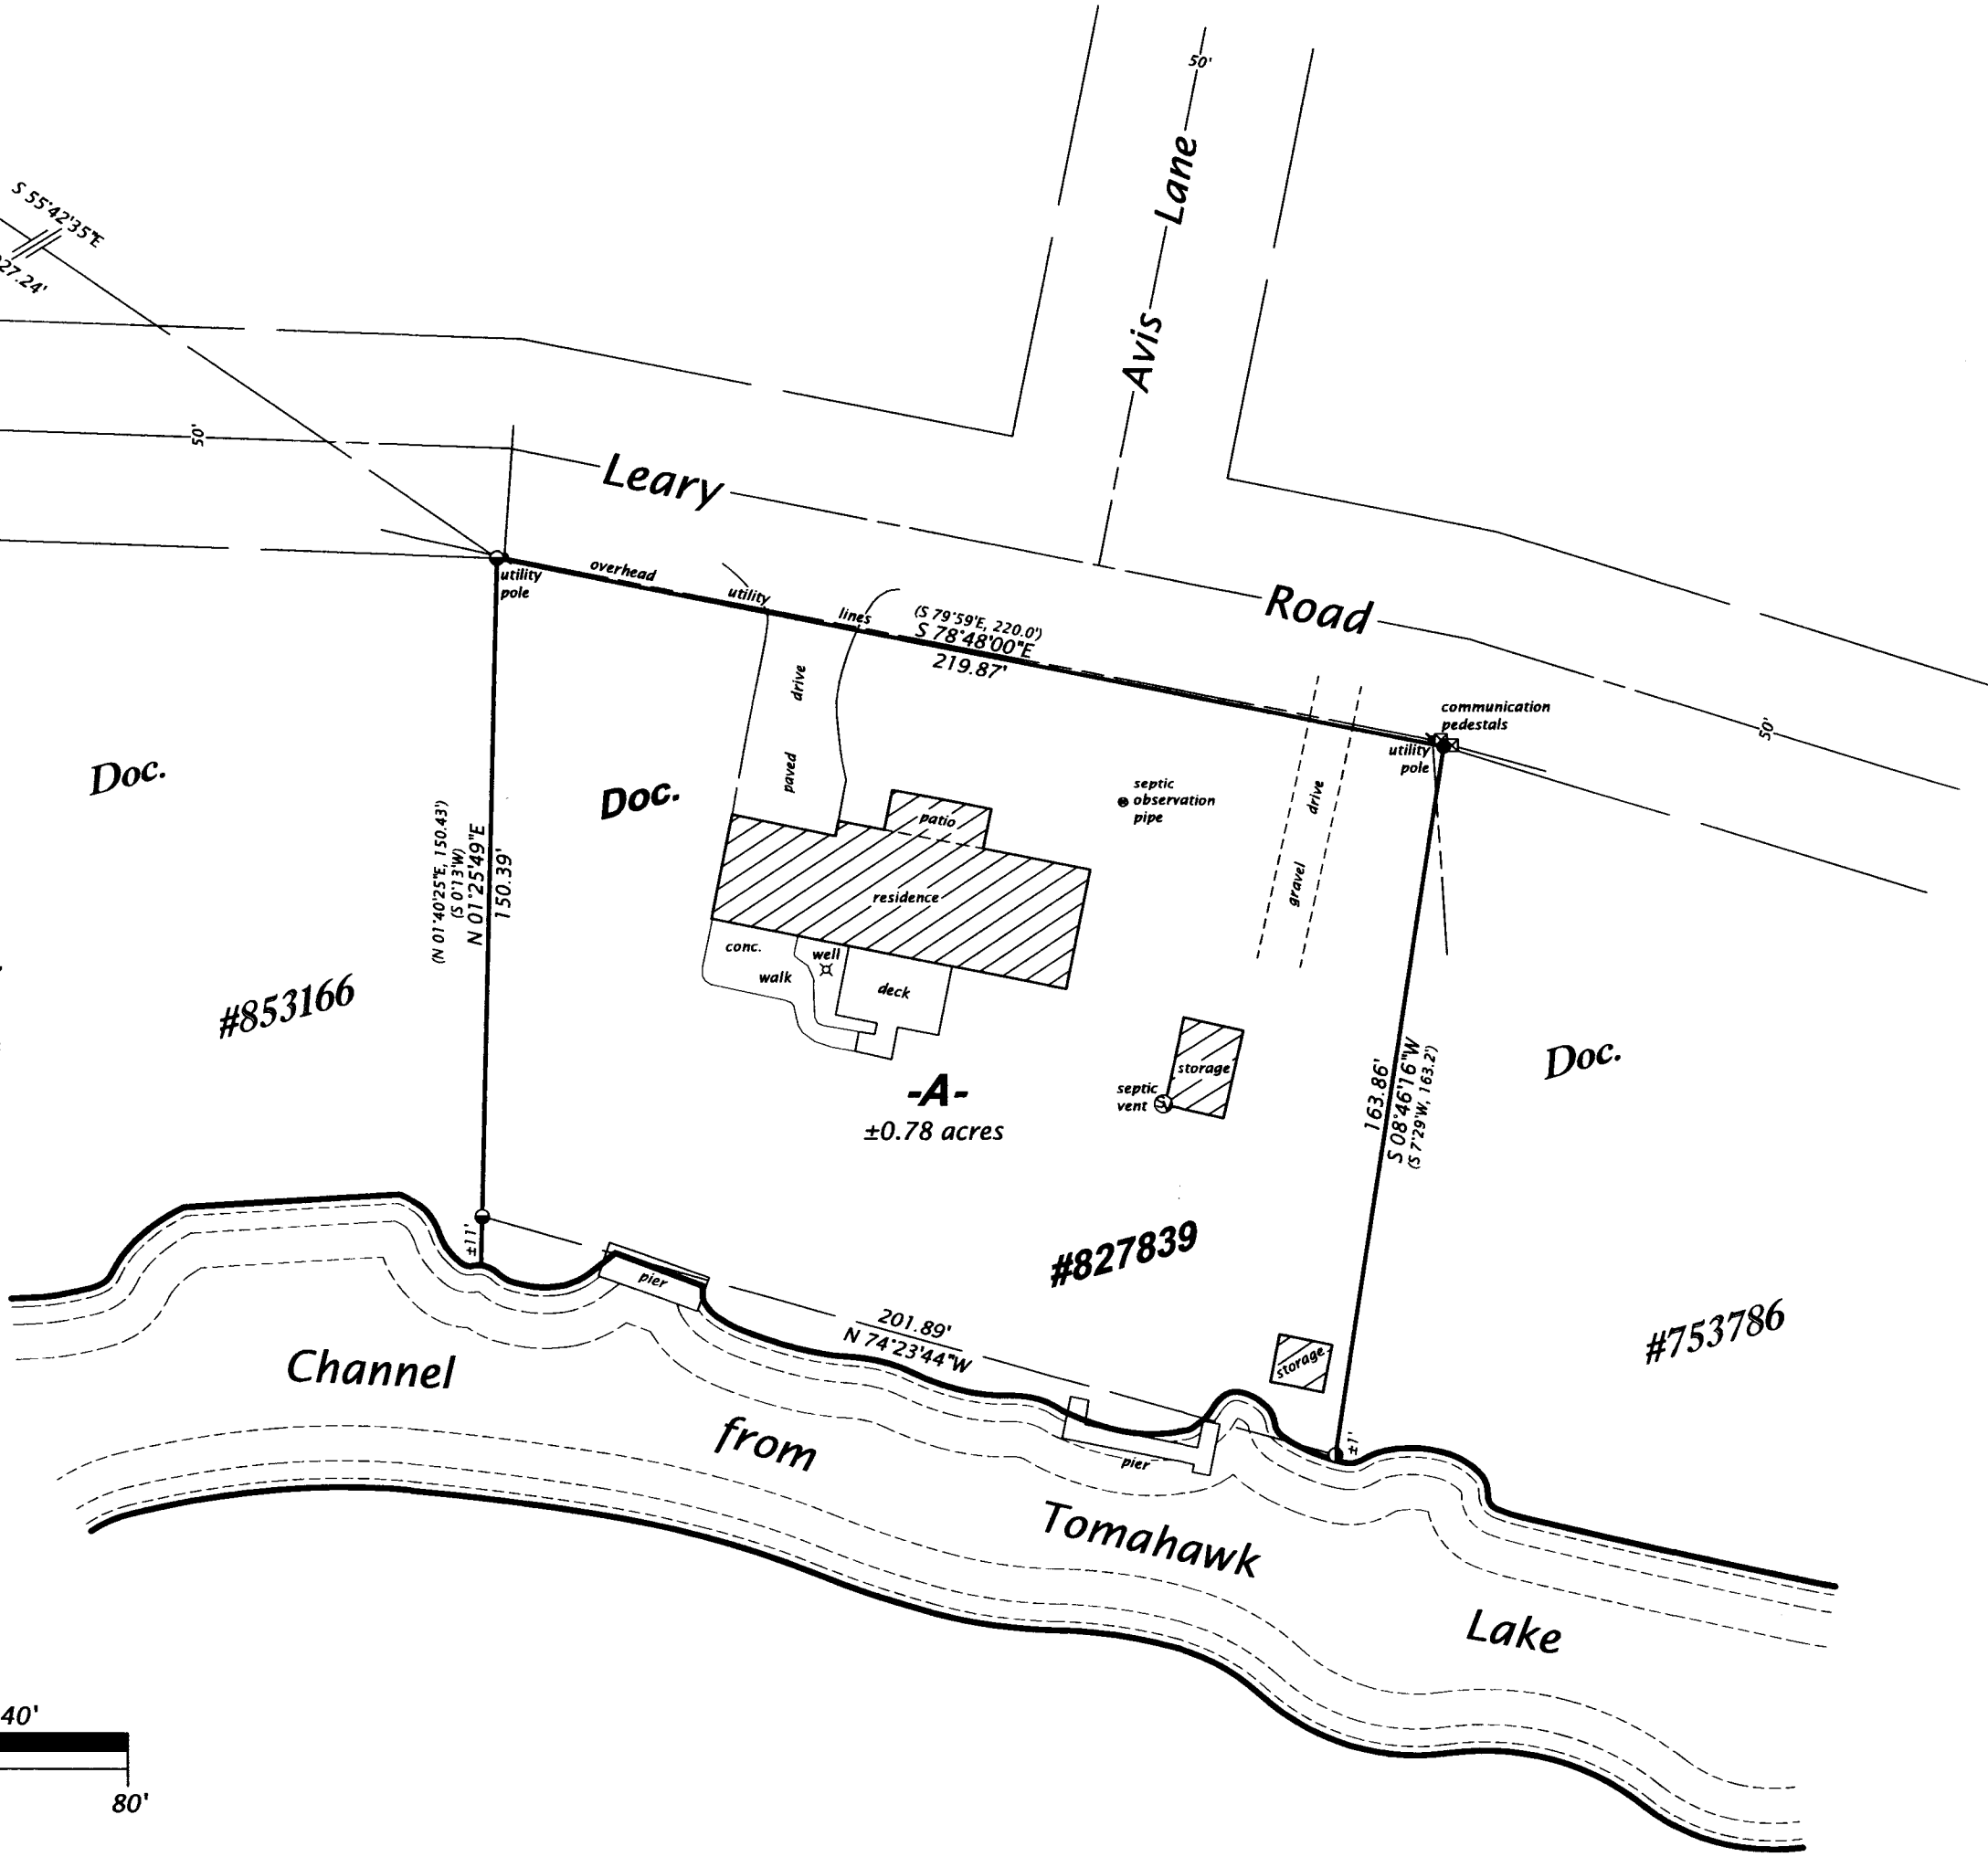 50'
Avis Lane
S 55°42'35"E
27.24'
50'
Leary Road
50'
overhead utility lines
utility
pole
(S 79°59'E, 220.0')
S 78°48'00"E
219.87'
communication
pedestals
utility
pole
paved drive
gravel drive
septic
observation
pipe
patio
residence
conc.
walk
well
deck
storage
septic
vent
SV
Doc.
#853166
Doc.
#827839
Doc.
#753786
(N 01°40'25"E, 150.43')
(S 0°13'W)
N 01°25'49"E
150.39'
163.86'
S 08°46'16"W
(S 7°29'W, 163.2')
-A-
±0.78 acres
±11'
pier
201.89'
N 74°23'44"W
storage
±1'
pier
Channel from Tomahawk Lake
40'
80'